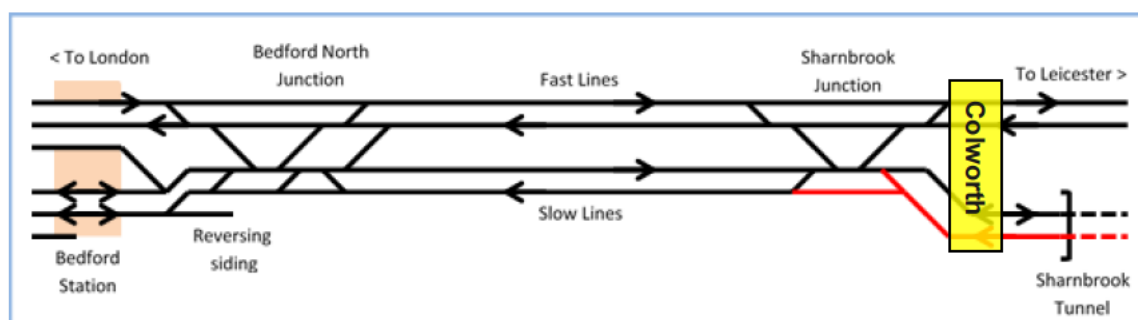 < To London
Bedford North
Junction
Fast Lines
Sharnbrook
Junction
To Leicester >
Colworth
Slow Lines
Reversing
siding
Bedford
Station
Sharnbrook
Tunnel